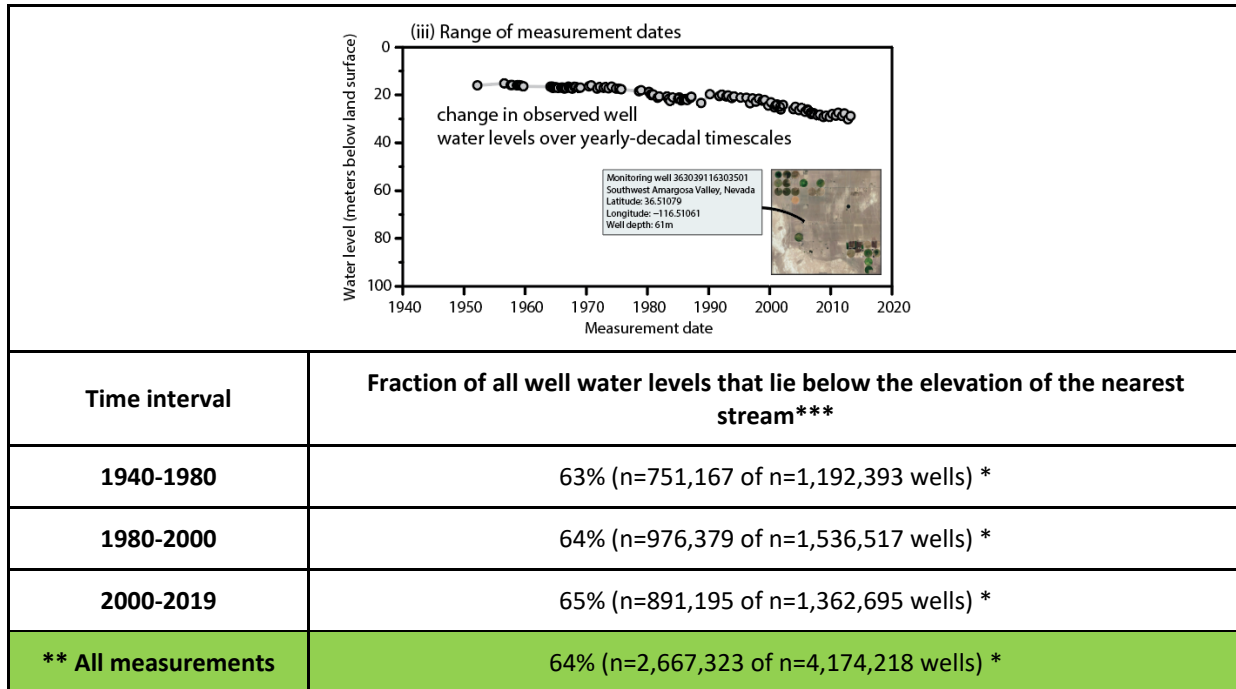 (iii) Range of measurement dates
0
20
40
60
80
100
Water level (meters below land surface)
change in observed well
water levels over yearly-decadal timescales
Monitoring well 363039116303501
Southwest Amargosa Valley, Nevada
Latitude: 36.51079
Longitude: –116.51061
Well depth: 61m
1940 1950 1960 1970 1980 1990 2000 2010 2020
Measurement date
Time interval
Fraction of all well water levels that lie below the elevation of the nearest
stream***
1940-1980
63% (n=751,167 of n=1,192,393 wells) *
1980-2000
64% (n=976,379 of n=1,536,517 wells) *
2000-2019
65% (n=891,195 of n=1,362,695 wells) *
** All measurements
64% (n=2,667,323 of n=4,174,218 wells) *